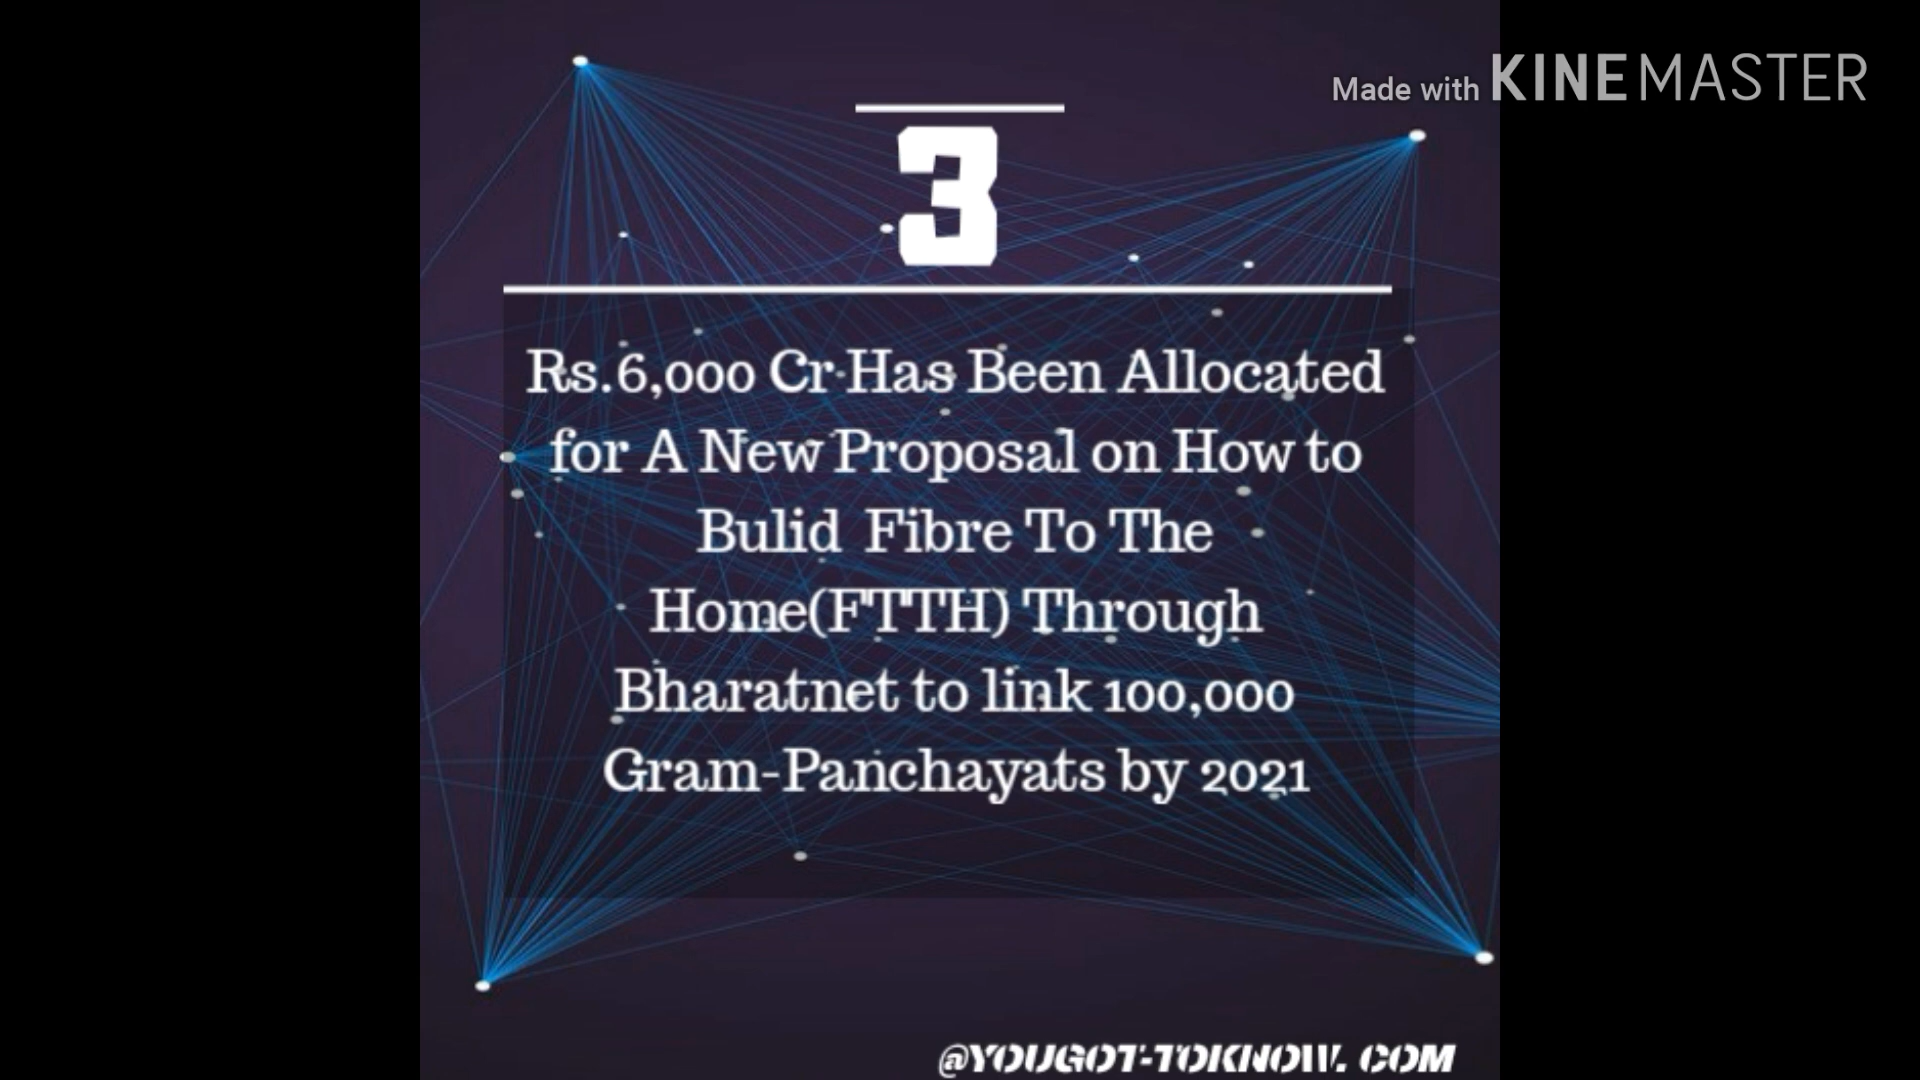 Made with KINEMASTER
3
Rs.6,000 Cr Has Been Allocated
for A New Proposal on How to
Bulid Fibre To The
Home(FTTH) Through
Bharatnet to link 100,000
Gram-Panchayats by 2021
@YOUGOT-TOKNOW. COM